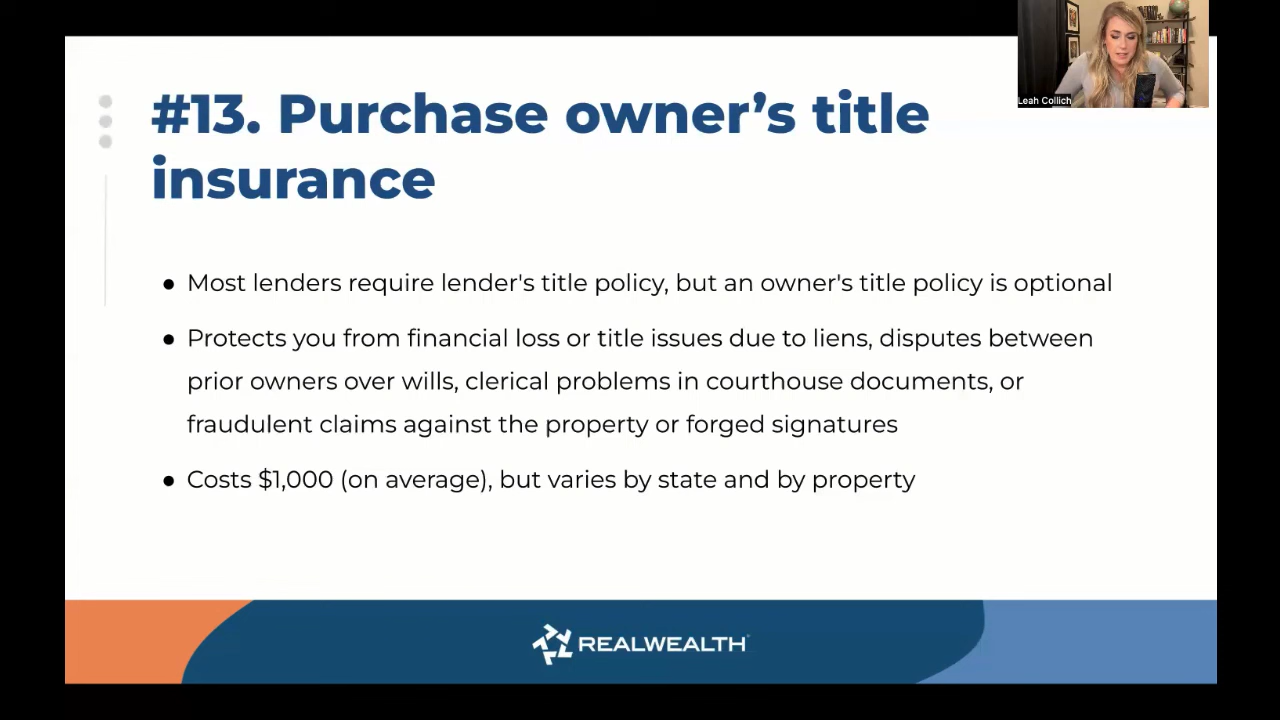 Leah Collich
#13. Purchase owner’s title
insurance
● Most lenders require lender's title policy, but an owner's title policy is optional
● Protects you from financial loss or title issues due to liens, disputes between
prior owners over wills, clerical problems in courthouse documents, or
fraudulent claims against the property or forged signatures
● Costs $1,000 (on average), but varies by state and by property
REALWEALTH